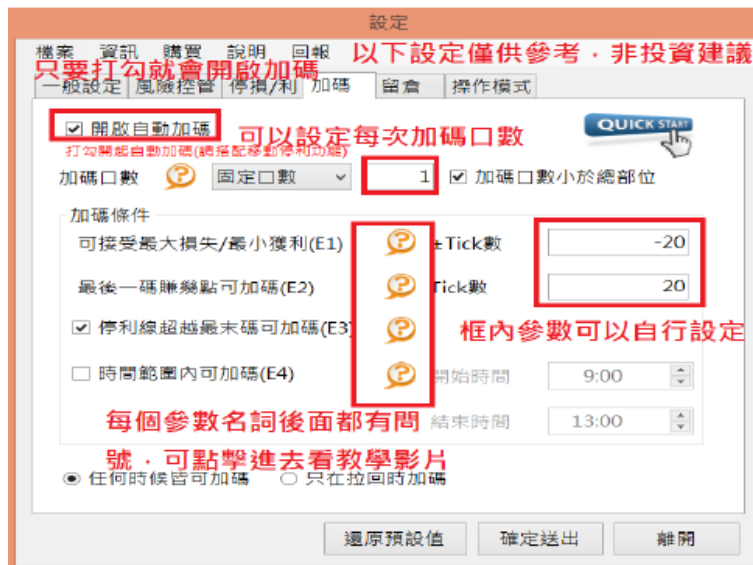 設定
檔案 資訊 購買 說明 回報 以下設定僅供參考，非投資建議
只要打勾就會開啟加碼
一般設定 風險控管 停損/利 加碼 留倉 操作模式
開啟自動加碼 可以設定每次加碼口數 QUICK START
打勾開起自動加碼(請搭配移動停利功能)
加碼口數 固定口數 1 加碼口數小於總部位
加碼條件
可接受最大損失/最小獲利(E1) ±Tick數 -20
最後一碼賺幾點可加碼(E2) Tick數 20
停利線超越最末碼可加碼(E3) 框內參數可以自行設定
時間範圍內可加碼(E4) 開始時間 9:00
每個參數名詞後面都有問 結束時間 13:00
號，可點擊進去看教學影片
任何時候皆可加碼 只在拉回時加碼
還原預設值 確定送出 離開